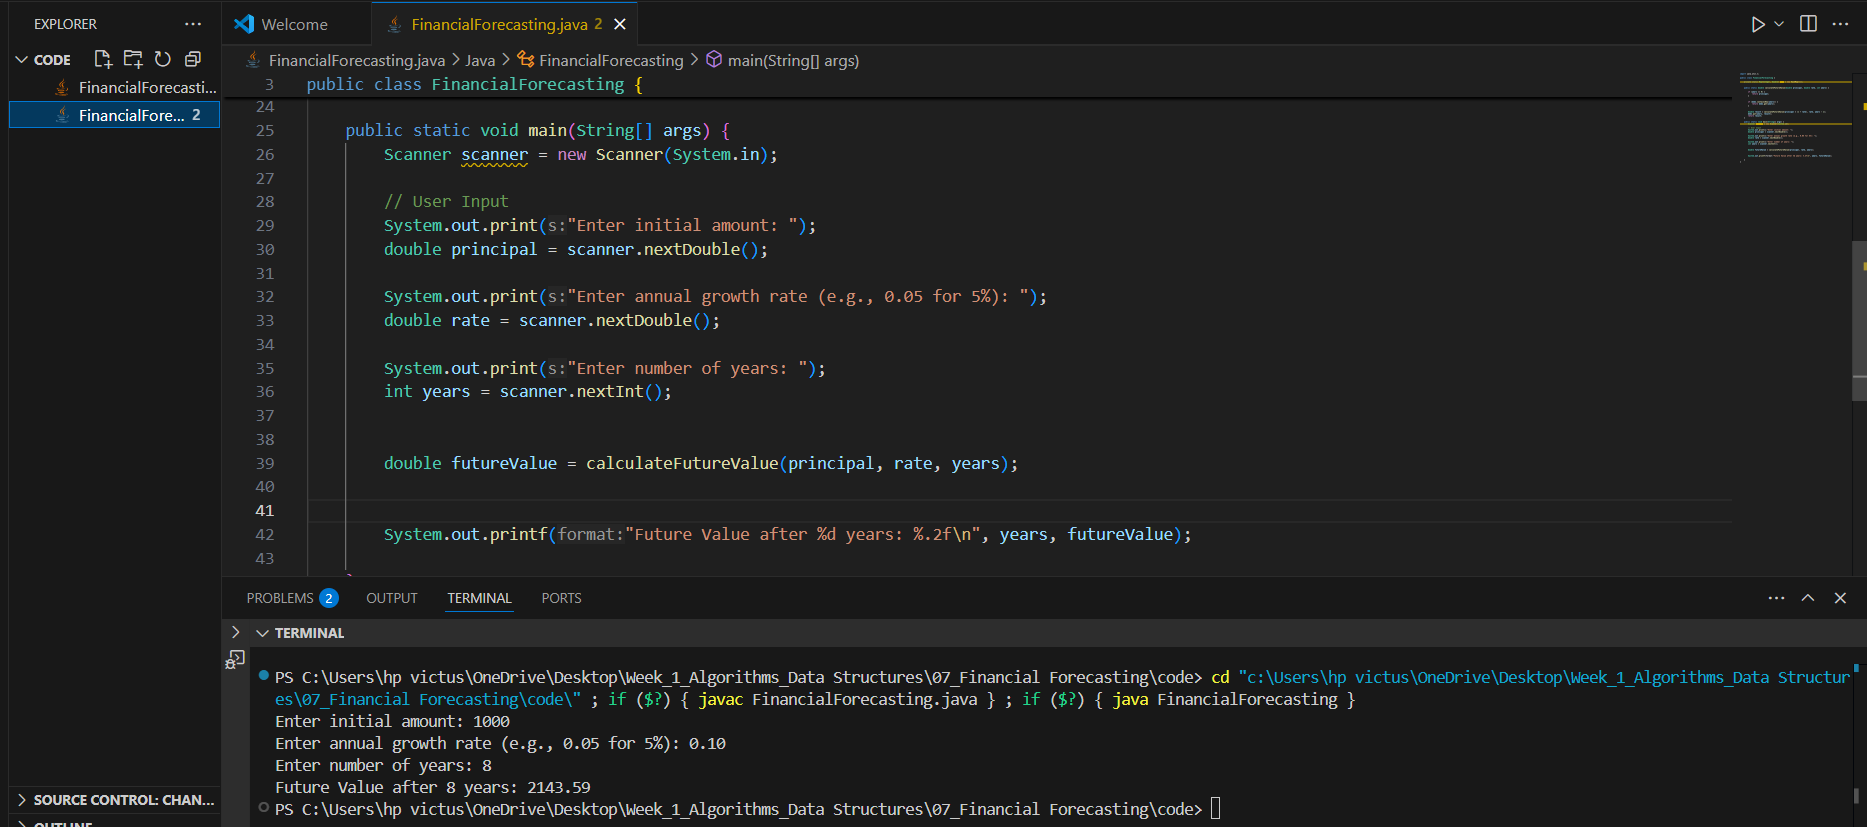 EXPLORER
Welcome
FinancialForecasting.java 2
CODE
FinancialForecasting.java > Java > FinancialForecasting > main(String[] args)
FinancialForecasti...
FinancialFore... 2
3 public class FinancialForecasting {
24
25 public static void main(String[] args) {
26 Scanner scanner = new Scanner(System.in);
27
28 // User Input
29 System.out.print(s:"Enter initial amount: ");
30 double principal = scanner.nextDouble();
31
32 System.out.print(s:"Enter annual growth rate (e.g., 0.05 for 5%): ");
33 double rate = scanner.nextDouble();
34
35 System.out.print(s:"Enter number of years: ");
36 int years = scanner.nextInt();
37
38
39 double futureValue = calculateFutureValue(principal, rate, years);
40
41
42 System.out.printf(format:"Future Value after %d years: %.2f\n", years, futureValue);
43
PROBLEMS 2 OUTPUT TERMINAL PORTS
TERMINAL
PS C:\Users\hp victus\OneDrive\Desktop\Week_1_Algorithms_Data Structures\07_Financial Forecasting\code> cd "c:\Users\hp victus\OneDrive\Desktop\Week_1_Algorithms_Data Structur
es\07_Financial Forecasting\code\" ; if ($?) { javac FinancialForecasting.java } ; if ($?) { java FinancialForecasting }
Enter initial amount: 1000
Enter annual growth rate (e.g., 0.05 for 5%): 0.10
Enter number of years: 8
Future Value after 8 years: 2143.59
PS C:\Users\hp victus\OneDrive\Desktop\Week_1_Algorithms_Data Structures\07_Financial Forecasting\code>
SOURCE CONTROL: CHAN...
OUTLINE